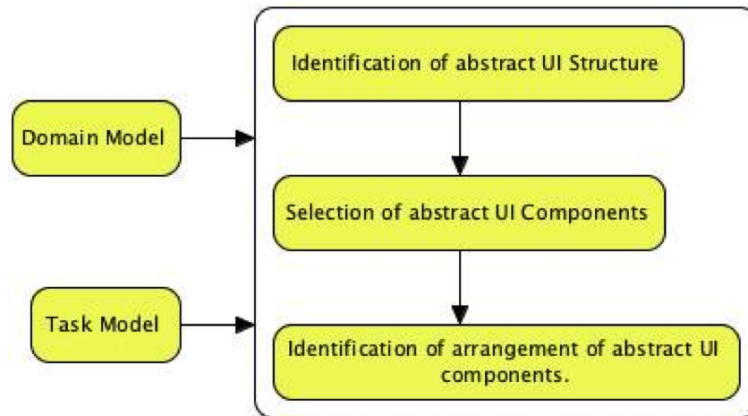 Identification of abstract UI Structure
Domain Model
Selection of abstract UI Components
Task Model
Identification of arrangement of abstract UI
components.